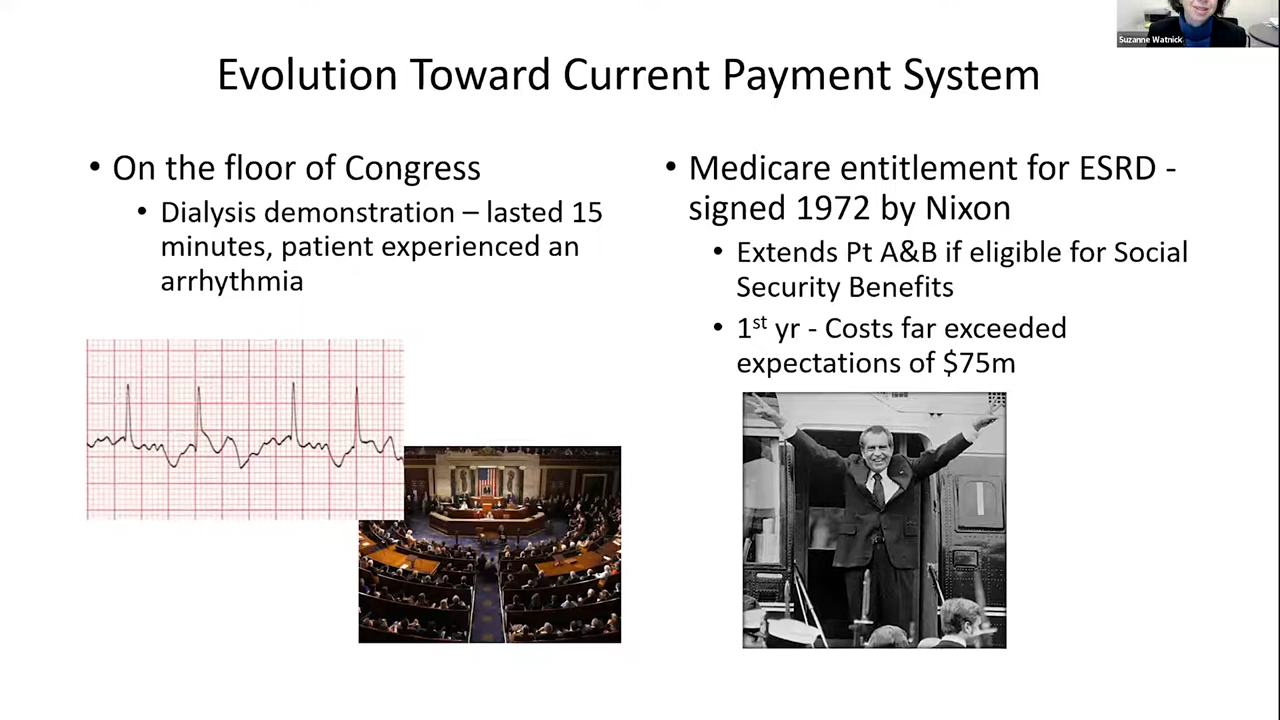 Suzanne Watnick
Evolution Toward Current Payment System
• On the floor of Congress
• Dialysis demonstration – lasted 15
minutes, patient experienced an
arrhythmia
• Medicare entitlement for ESRD -
signed 1972 by Nixon
• Extends Pt A&B if eligible for Social
Security Benefits
• 1st yr - Costs far exceeded
expectations of $75m